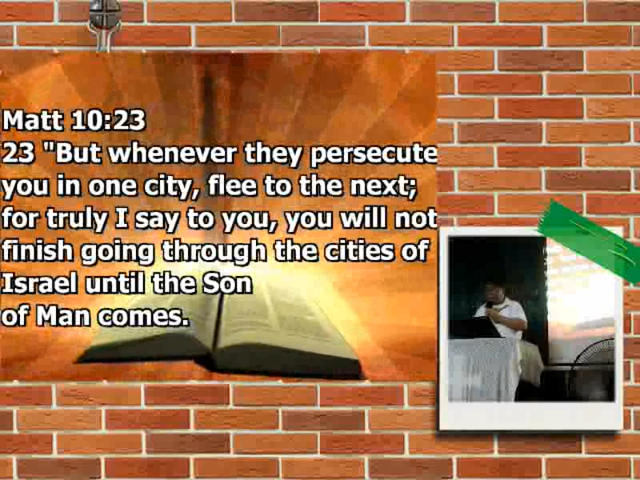 Matt 10:23
23 "But whenever they persecute
you in one city, flee to the next;
for truly I say to you, you will not
finish going through the cities of
Israel until the Son
of Man comes.